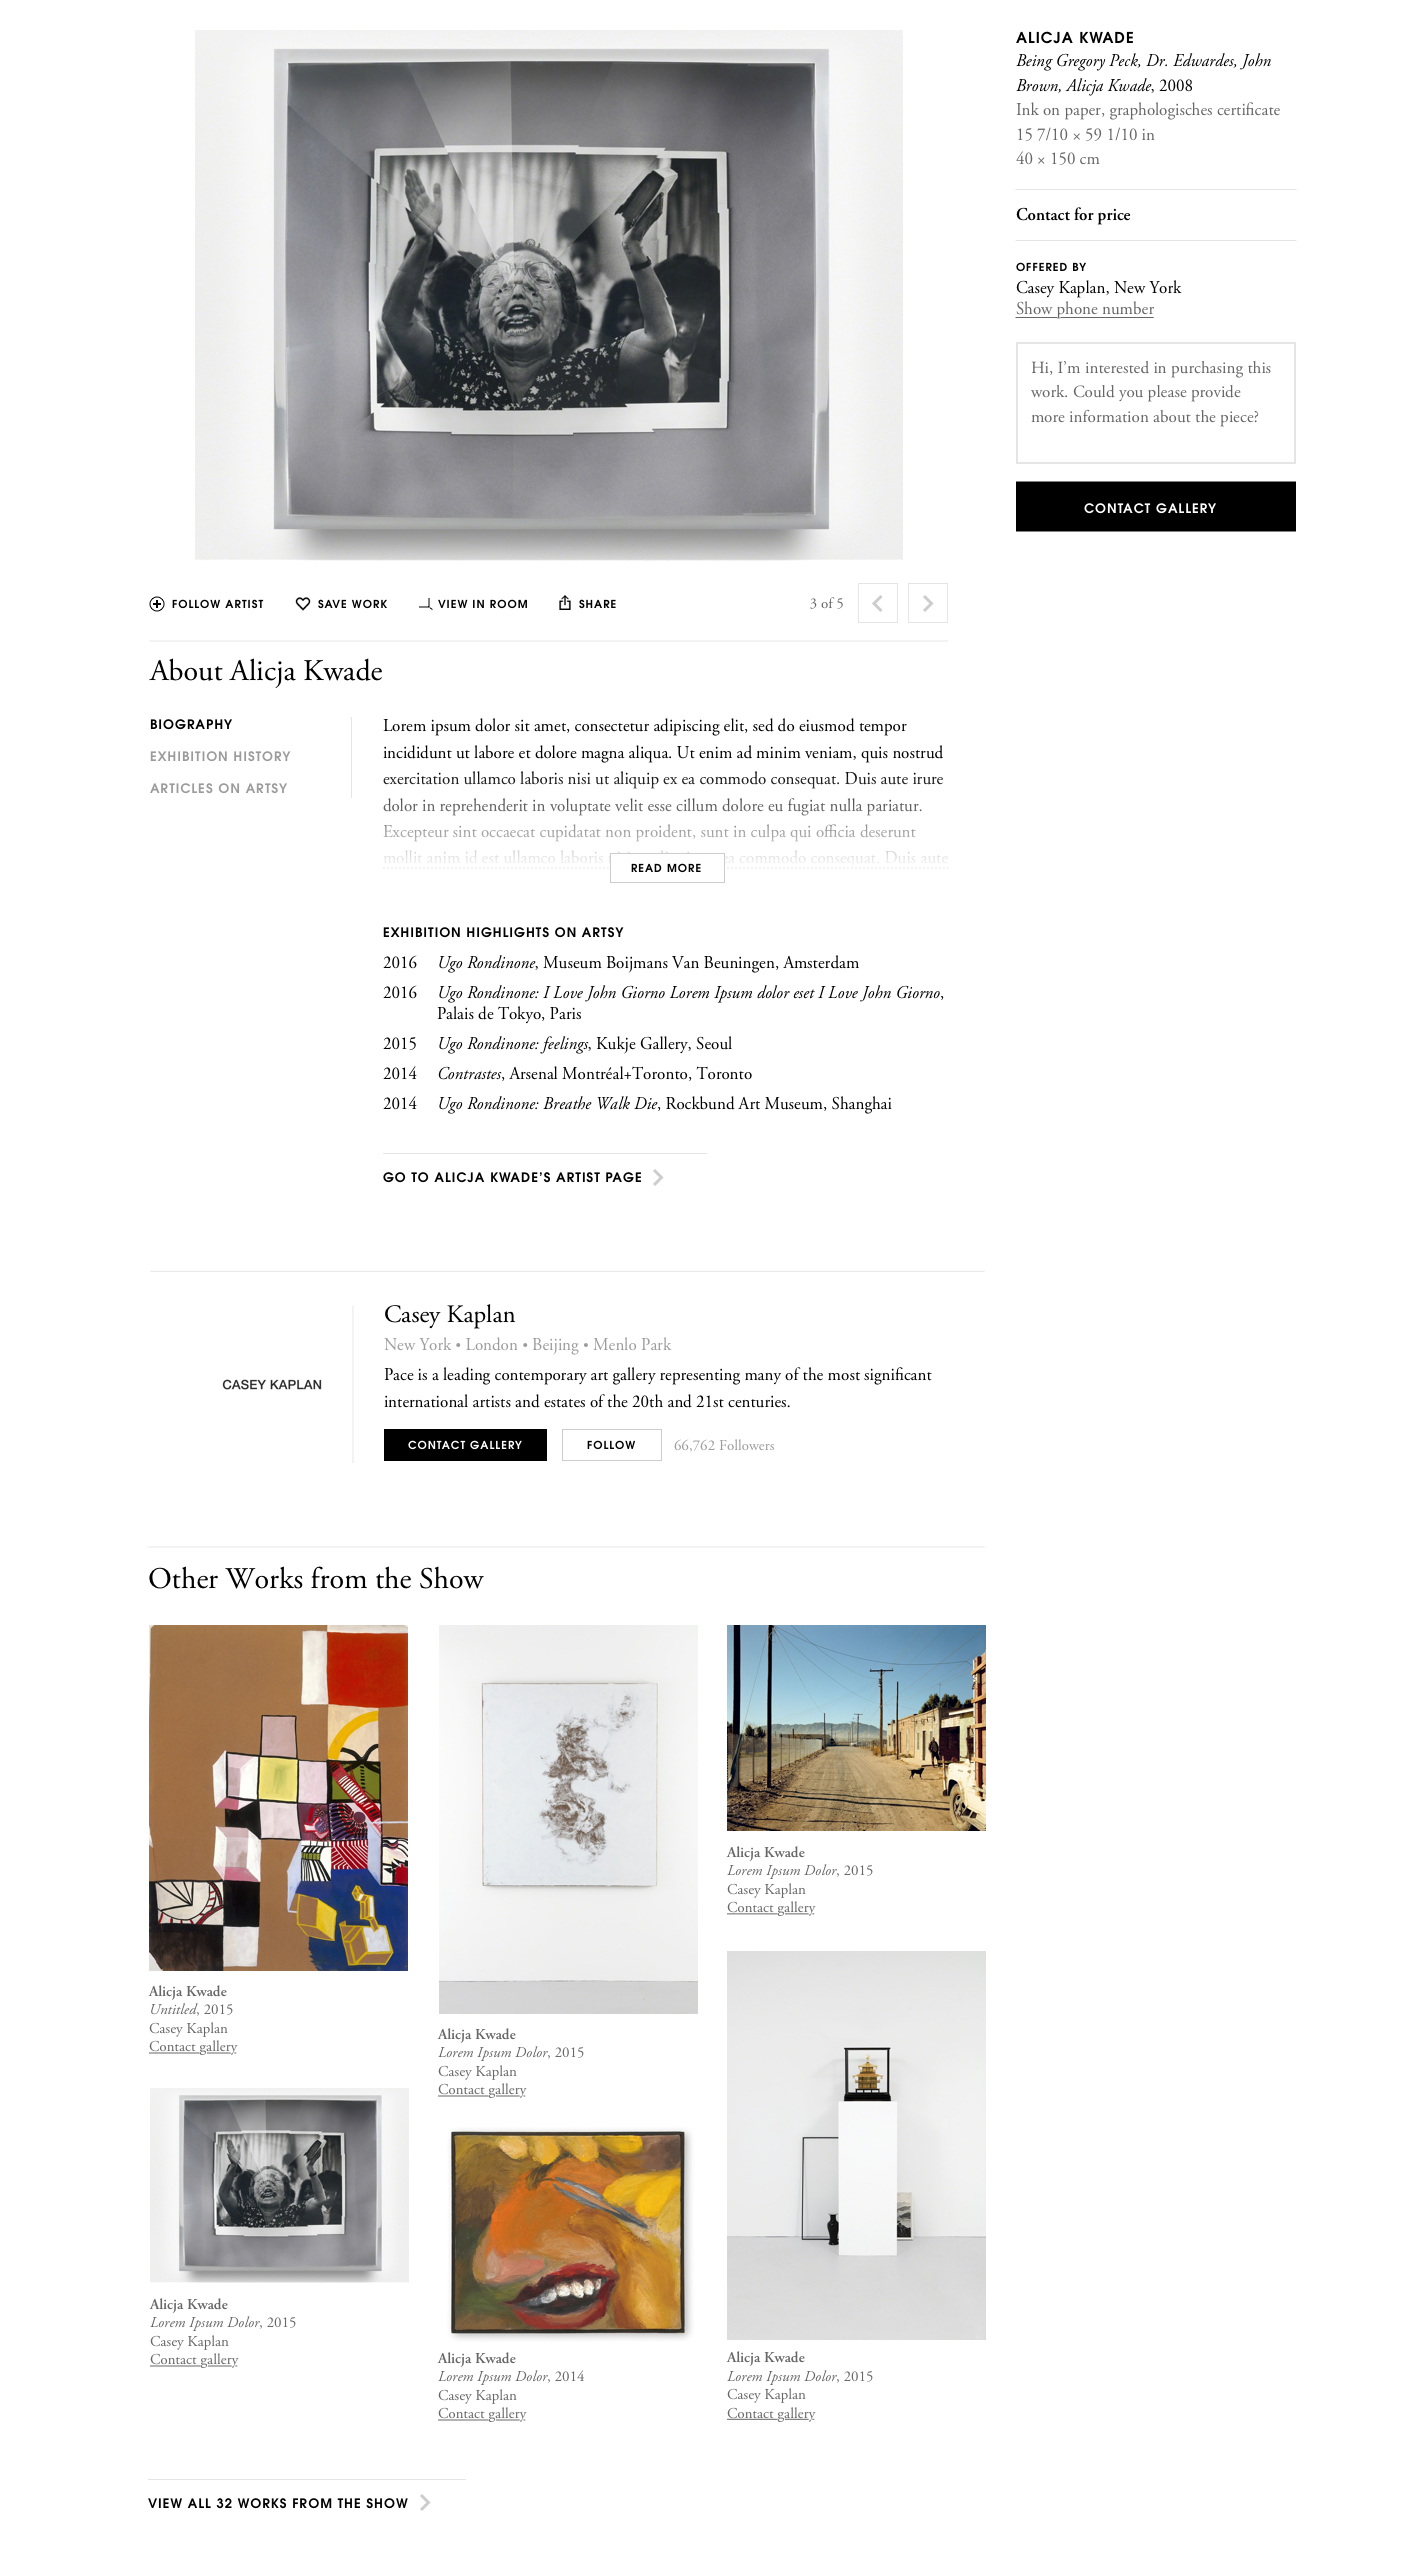 ALICJA KWADE
Being Gregory Peck, Dr. Edwardes, John
Brown, Alicja Kwade, 2008
Ink on paper, graphologisches certificate
15 7/10 × 59 1/10 in
40 × 150 cm
Contact for price
OFFERED BY
Casey Kaplan, New York
Show phone number
Hi, I'm interested in purchasing this
work. Could you please provide
more information about the piece?
CONTACT GALLERY
FOLLOW ARTIST
SAVE WORK
VIEW IN ROOM
SHARE
3 of 5
About Alicja Kwade
BIOGRAPHY
EXHIBITION HISTORY
ARTICLES ON ARTSY
Lorem ipsum dolor sit amet, consectetur adipiscing elit, sed do eiusmod tempor
incididunt ut labore et dolore magna aliqua. Ut enim ad minim veniam, quis nostrud
exercitation ullamco laboris nisi ut aliquip ex ea commodo consequat. Duis aute irure
dolor in reprehenderit in voluptate velit esse cillum dolore eu fugiat nulla pariatur.
Excepteur sint occaecat cupidatat non proident, sunt in culpa qui officia deserunt
mollit anim id est ullamco laboris ea commodo consequat. Duis aute
READ MORE
EXHIBITION HIGHLIGHTS ON ARTSY
2016 Ugo Rondinone, Museum Boijmans Van Beuningen, Amsterdam
2016 Ugo Rondinone: I Love John Giorno Lorem Ipsum dolor eset I Love John Giorno,
Palais de Tokyo, Paris
2015 Ugo Rondinone: feelings, Kukje Gallery, Seoul
2014 Contrastes, Arsenal Montréal+Toronto, Toronto
2014 Ugo Rondinone: Breathe Walk Die, Rockbund Art Museum, Shanghai
GO TO ALICJA KWADE'S ARTIST PAGE
CASEY KAPLAN
Casey Kaplan
New York • London • Beijing • Menlo Park
Pace is a leading contemporary art gallery representing many of the most significant
international artists and estates of the 20th and 21st centuries.
CONTACT GALLERY
FOLLOW
66,762 Followers
Other Works from the Show
Alicja Kwade
Untitled, 2015
Casey Kaplan
Contact gallery
Alicja Kwade
Lorem Ipsum Dolor, 2015
Casey Kaplan
Contact gallery
Alicja Kwade
Lorem Ipsum Dolor, 2015
Casey Kaplan
Contact gallery
Alicja Kwade
Lorem Ipsum Dolor, 2015
Casey Kaplan
Contact gallery
Alicja Kwade
Lorem Ipsum Dolor, 2014
Casey Kaplan
Contact gallery
Alicja Kwade
Lorem Ipsum Dolor, 2015
Casey Kaplan
Contact gallery
VIEW ALL 32 WORKS FROM THE SHOW